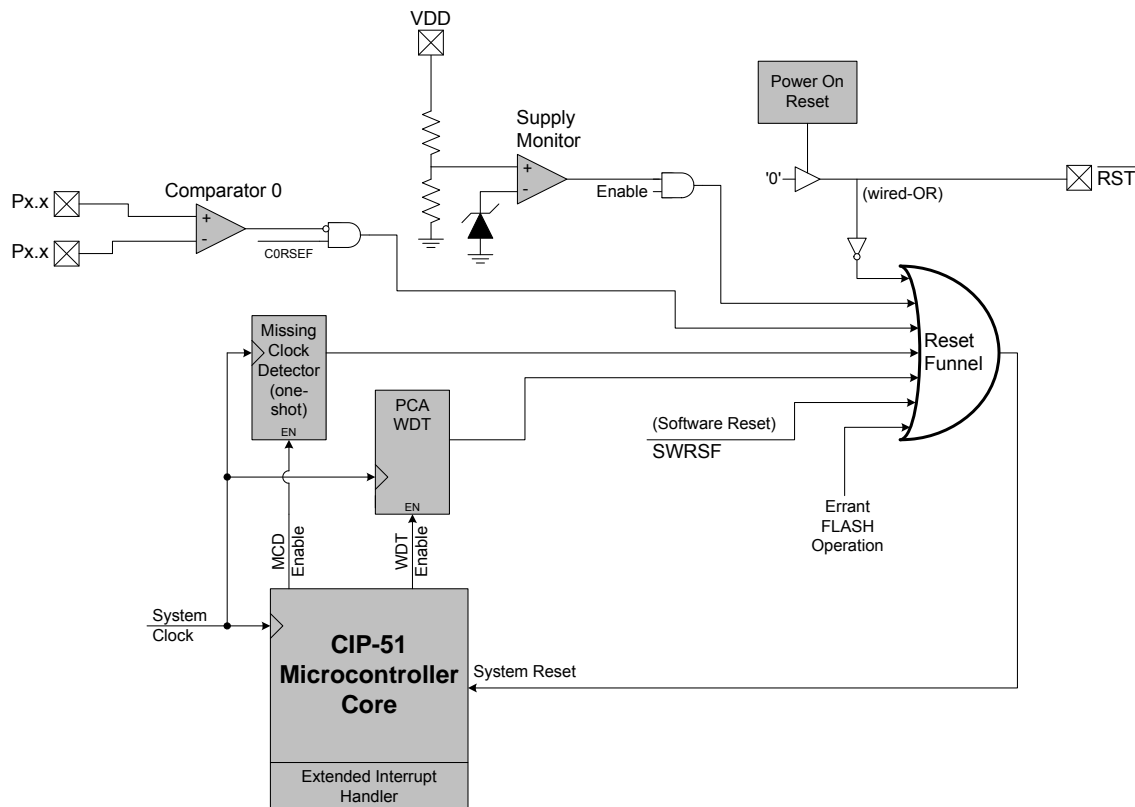 VDD
Power On
Reset
Supply
Monitor
+
-
Enable
'0'
(wired-OR)
RST
Px.x
Px.x
Comparator 0
+
-
C0RSEF
Missing
Clock
Detector
(one-
shot)
EN
PCA
WDT
EN
Reset
Funnel
(Software Reset)
SWRSF
Errant
FLASH
Operation
MCD
Enable
WDT
Enable
System
Clock
CIP-51
Microcontroller
Core
System Reset
Extended Interrupt
Handler